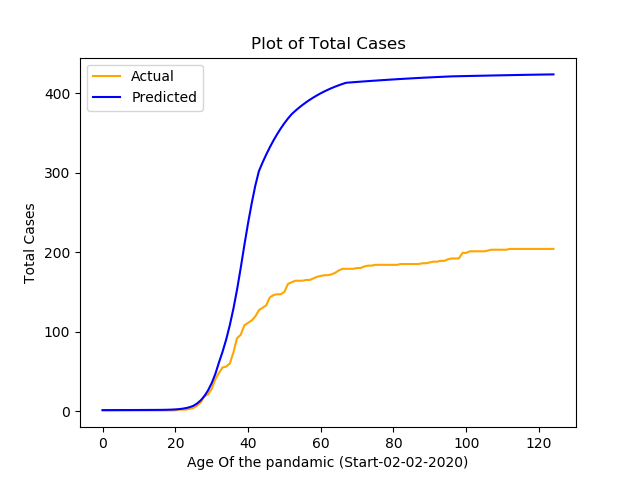 Plot of Total Cases
Actual
Predicted
400
300
200
100
0
Total Cases
0 20 40 60 80 100 120
Age Of the pandamic (Start-02-02-2020)